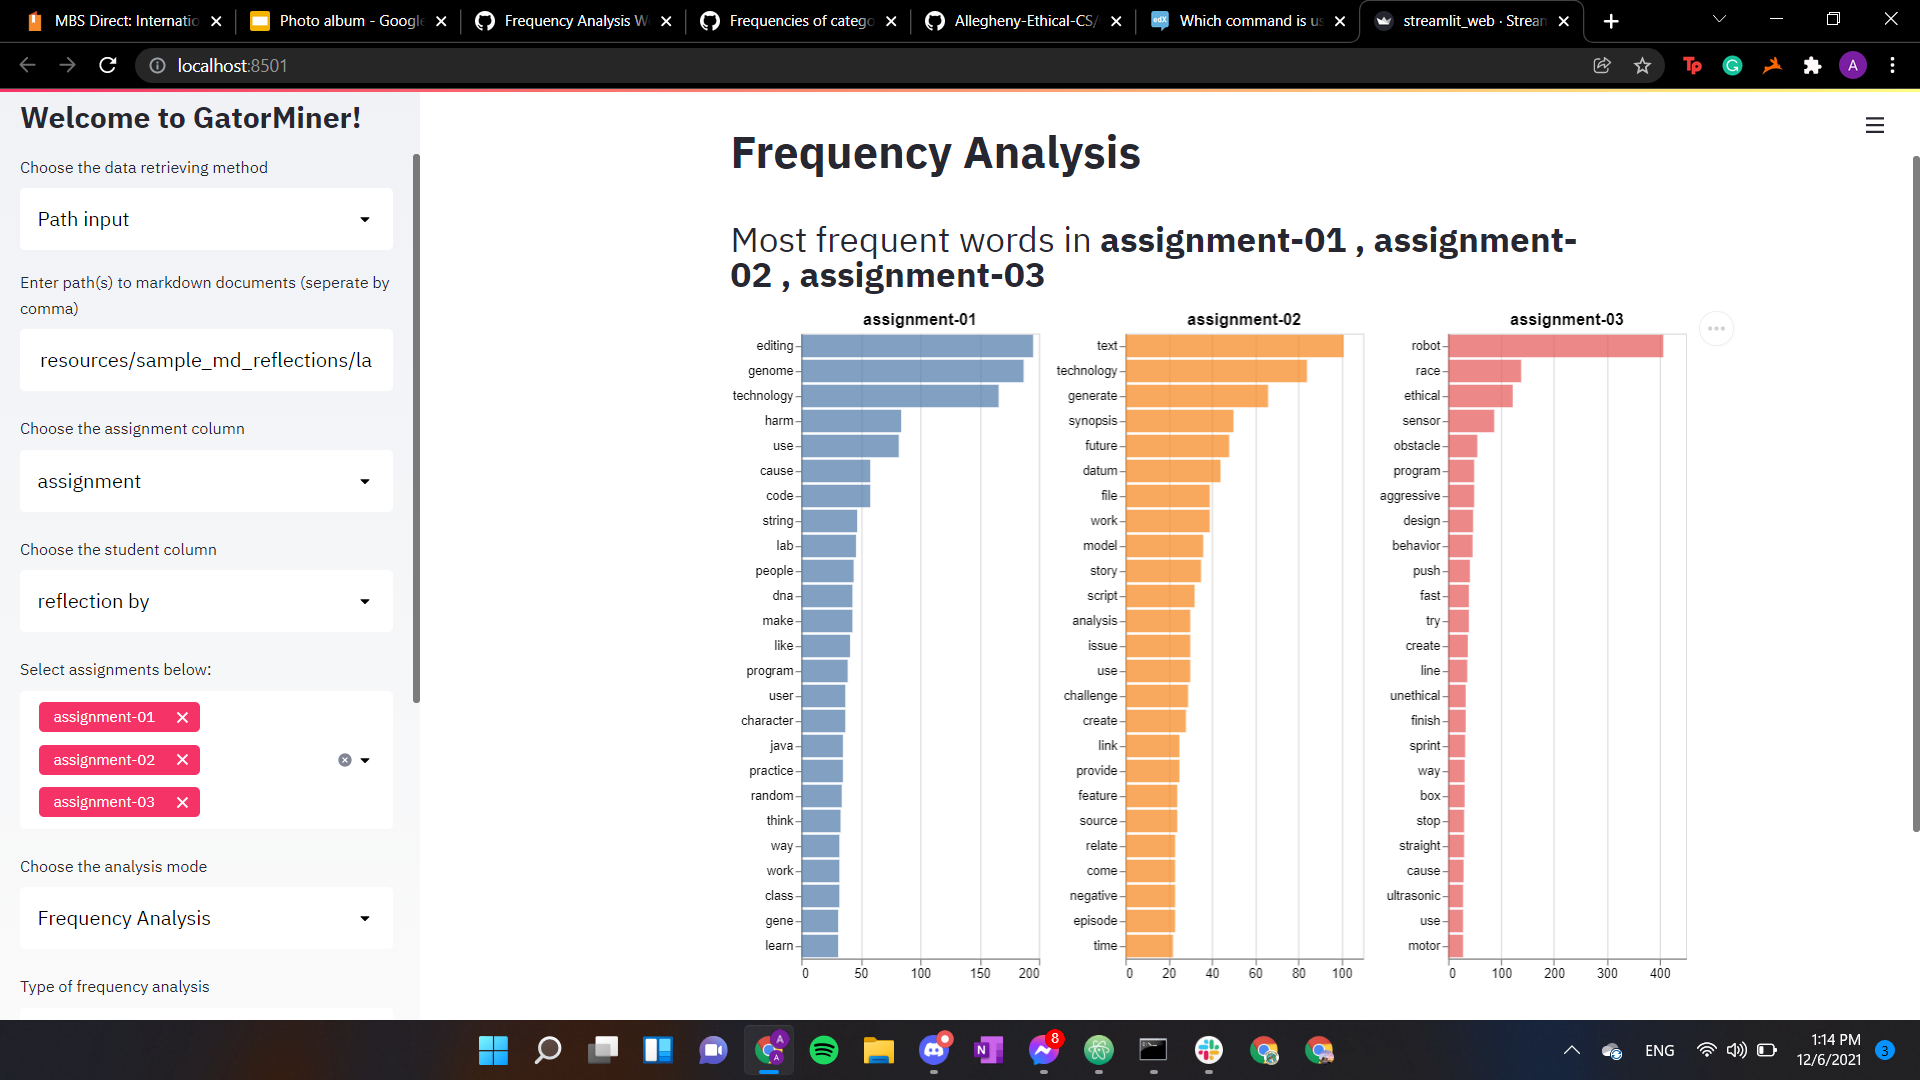 MBS Direct: Internatio
Photo album - Google
Frequency Analysis W
Frequencies of catego
Allegheny-Ethical-CS/
edX
Which command is us
streamlit_web · Stream
localhost:8501
Tp
A
Welcome to GatorMiner!
Choose the data retrieving method
Path input
Enter path(s) to markdown documents (seperate by
comma)
resources/sample_md_reflections/la
Choose the assignment column
assignment
Choose the student column
reflection by
Select assignments below:
assignment-01
assignment-02
assignment-03
Choose the analysis mode
Frequency Analysis
Type of frequency analysis
Frequency Analysis
Most frequent words in assignment-01 , assignment-
02 , assignment-03
assignment-01
editing
genome
technology
harm
use
cause
code
string
lab
people
dna
make
like
program
user
character
java
practice
random
think
way
work
class
gene
learn
0 50 100 150 200
assignment-02
text
technology
generate
synopsis
future
datum
file
work
model
story
script
analysis
issue
use
challenge
create
link
provide
feature
source
relate
come
negative
episode
time
0 20 40 60 80 100
assignment-03
robot
race
ethical
sensor
obstacle
program
aggressive
design
behavior
push
fast
try
create
line
unethical
finish
sprint
way
box
stop
straight
cause
ultrasonic
use
motor
0 100 200 300 400
A
A
N
8
ENG
1:14 PM
12/6/2021
3